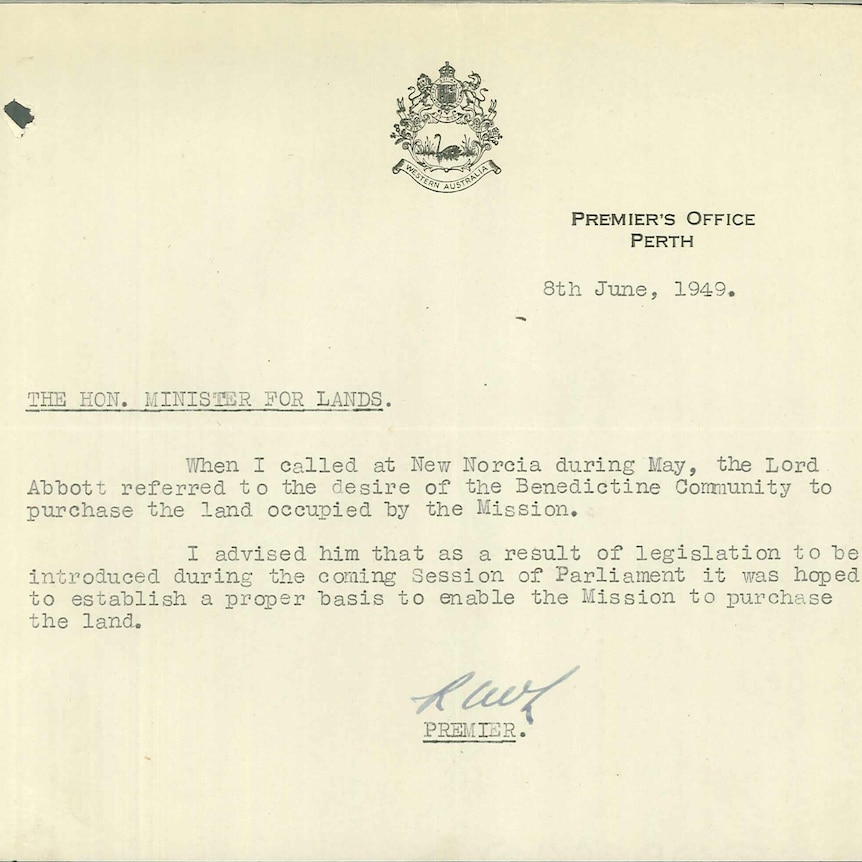 WESTERN AUSTRALIA
PREMIER'S OFFICE
PERTH
8th June, 1949.
THE HON. MINISTER FOR LANDS.
When I called at New Norcia during May, the Lord
Abbott referred to the desire of the Benedictine Community to
purchase the land occupied by the Mission.
I advised him that as a result of legislation to be
introduced during the coming Session of Parliament it was hoped
to establish a proper basis to enable the Mission to purchase
the land.
PREMIER.